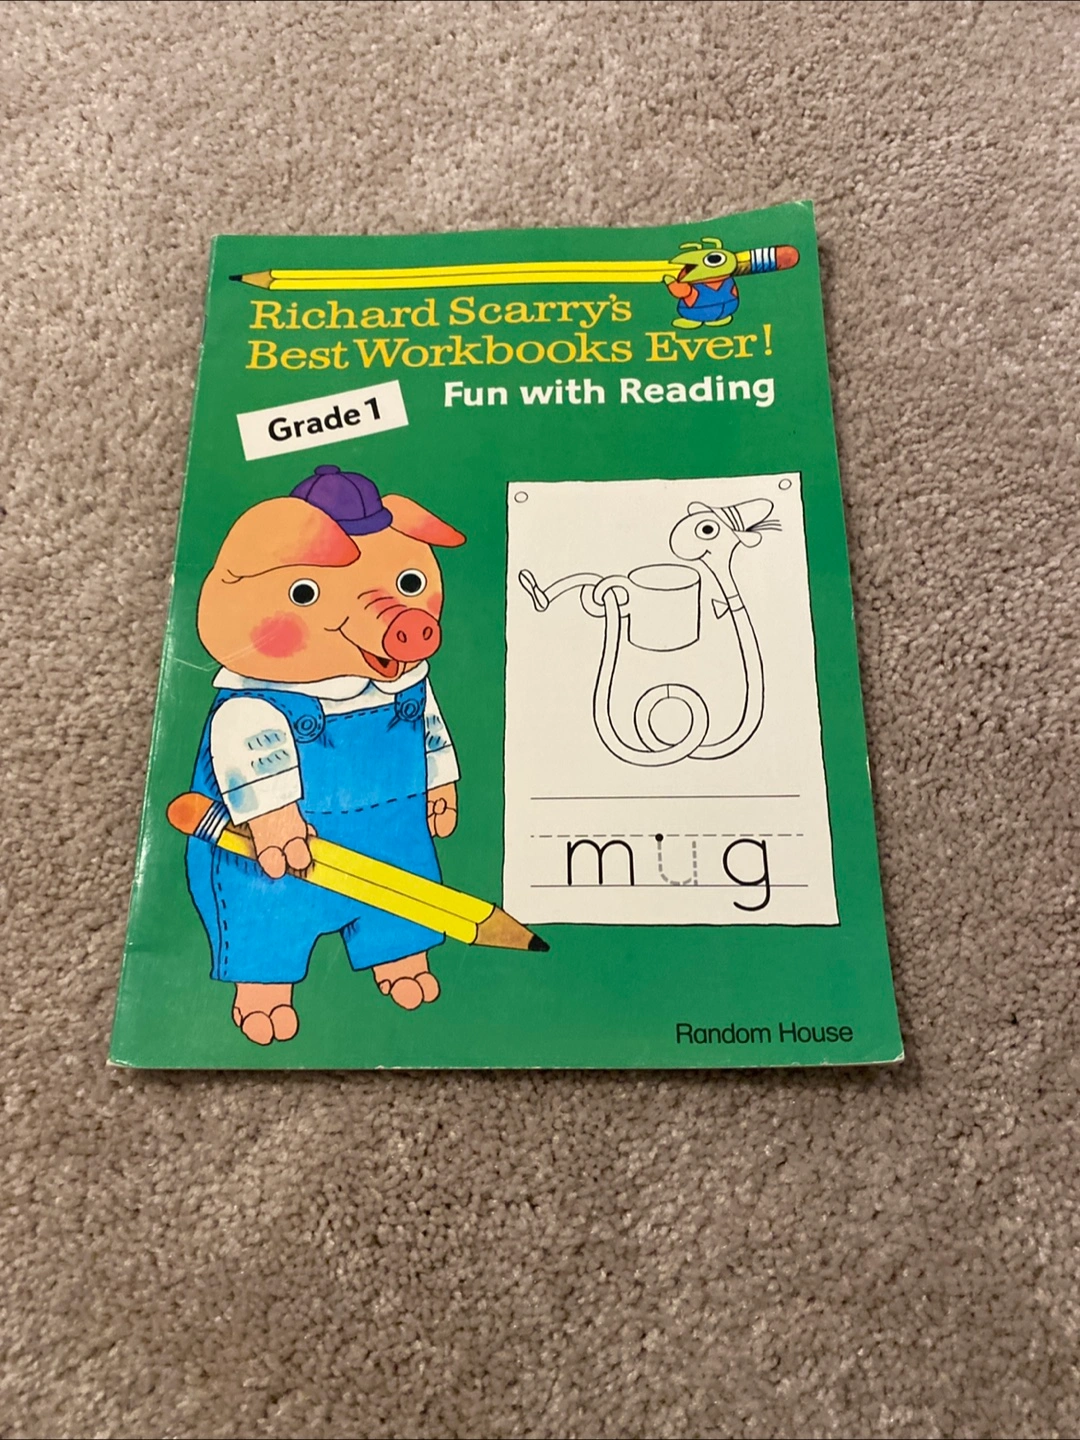 Richard Scarry's
Best Workbooks Ever!
Fun with Reading
Grade 1
mug
Random House